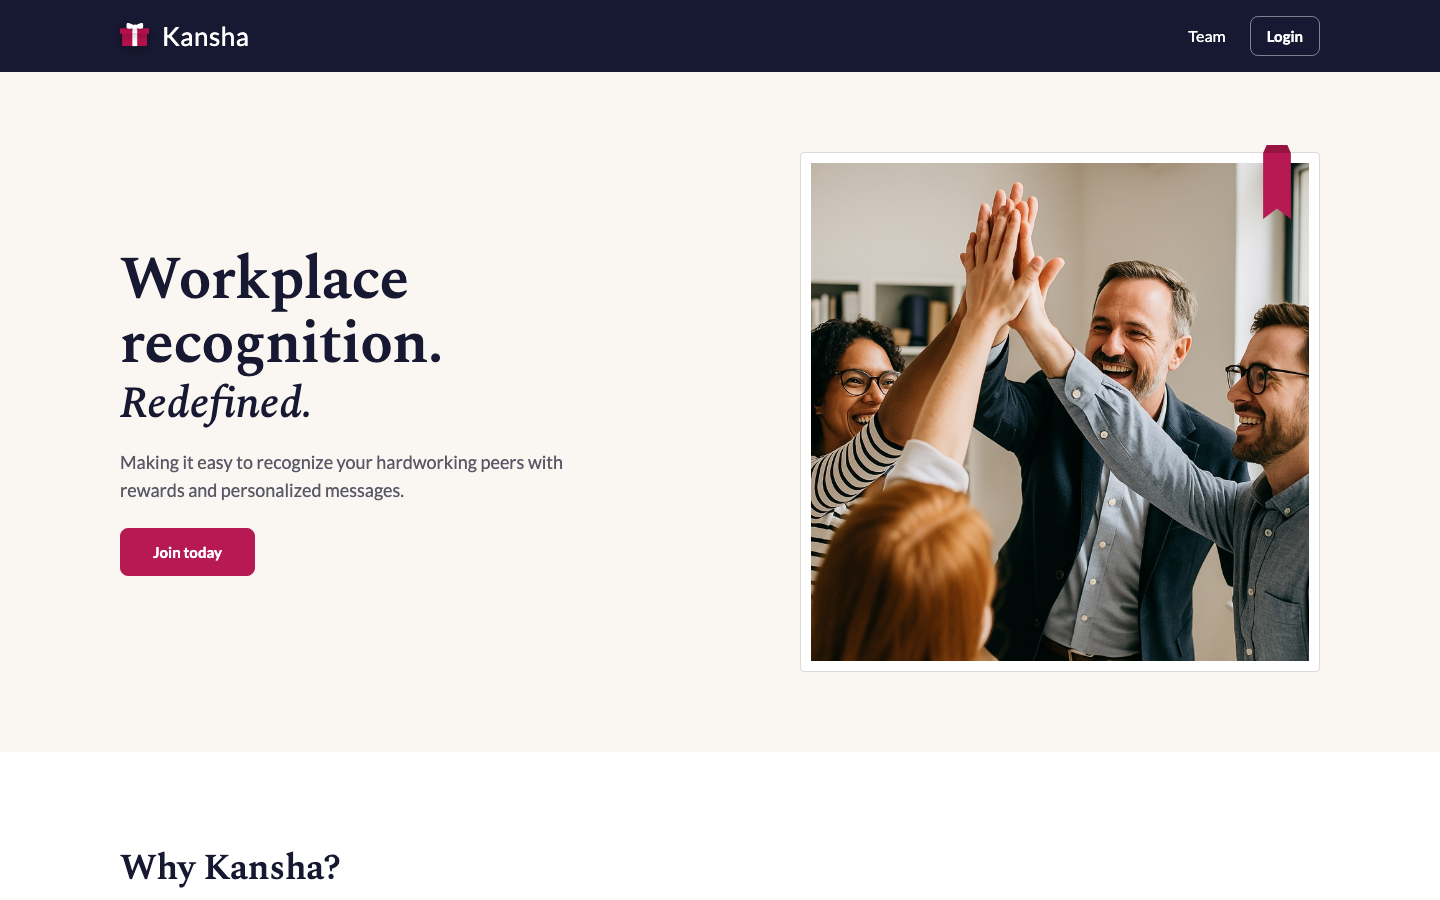 Kansha
Team
Login
Workplace
recognition.
Redefined.
Making it easy to recognize your hardworking peers with
rewards and personalized messages.
Join today
Why Kansha?